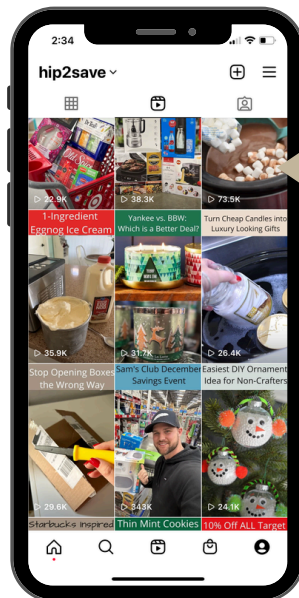 2:34
hip2save
22.9K
38.3K
73.5K
1-Ingredient
Eggnog Ice Cream
Yankee vs. BBW:
Which is a Better Deal?
Turn Cheap Candles into
Luxury Looking Gifts
35.9K
31.7K
26.4K
Stop Opening Boxes
the Wrong Way
Sam's Club December
Savings Event
Easiest DIY Ornament
Idea for Non-Crafters
29.6K
343K
24.1K
Starbucks Inspired
Thin Mint Cookies
10% Off ALL Target